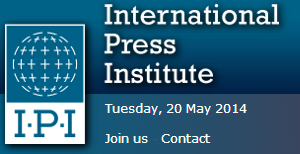 International
Press
Institute
I·P·I
Tuesday, 20 May 2014
Join us Contact